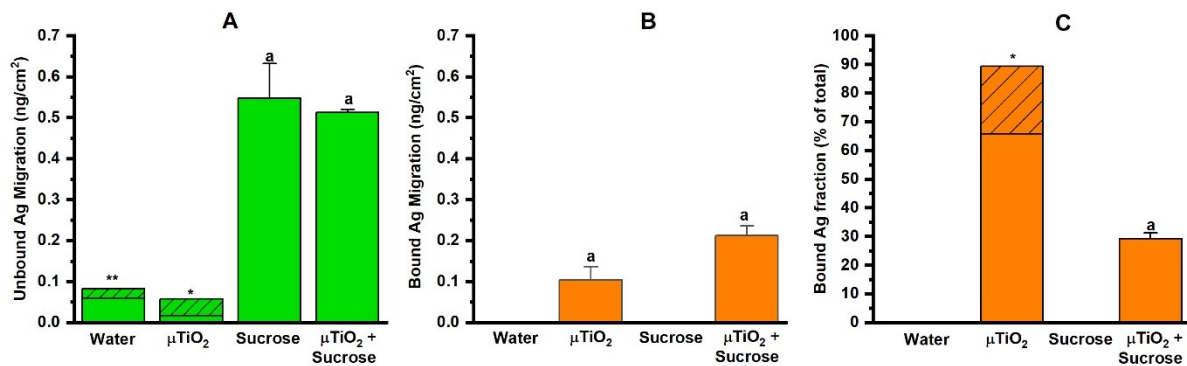 A
Unbound Ag Migration (ng/cm²)
0.7
0.6
0.5
0.4
0.3
0.2
0.1
0.0
**
*
a
a
Water
μTiO₂
Sucrose
μTiO₂ +
Sucrose
B
Bound Ag Migration (ng/cm²)
0.7
0.6
0.5
0.4
0.3
0.2
0.1
0.0
a
a
Water
μTiO₂
Sucrose
μTiO₂ +
Sucrose
C
Bound Ag fraction (% of total)
100
90
80
70
60
50
40
30
20
10
0
*
a
Water
μTiO₂
Sucrose
μTiO₂ +
Sucrose